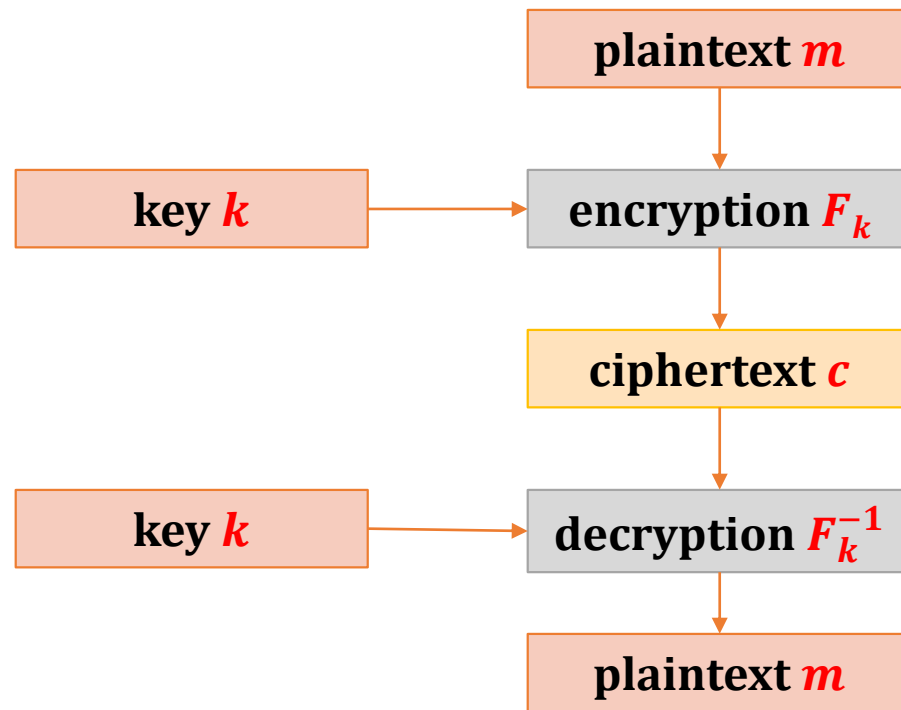 plaintext m
key k
encryption F_k
ciphertext c
key k
decryption F_k^{-1}
plaintext m